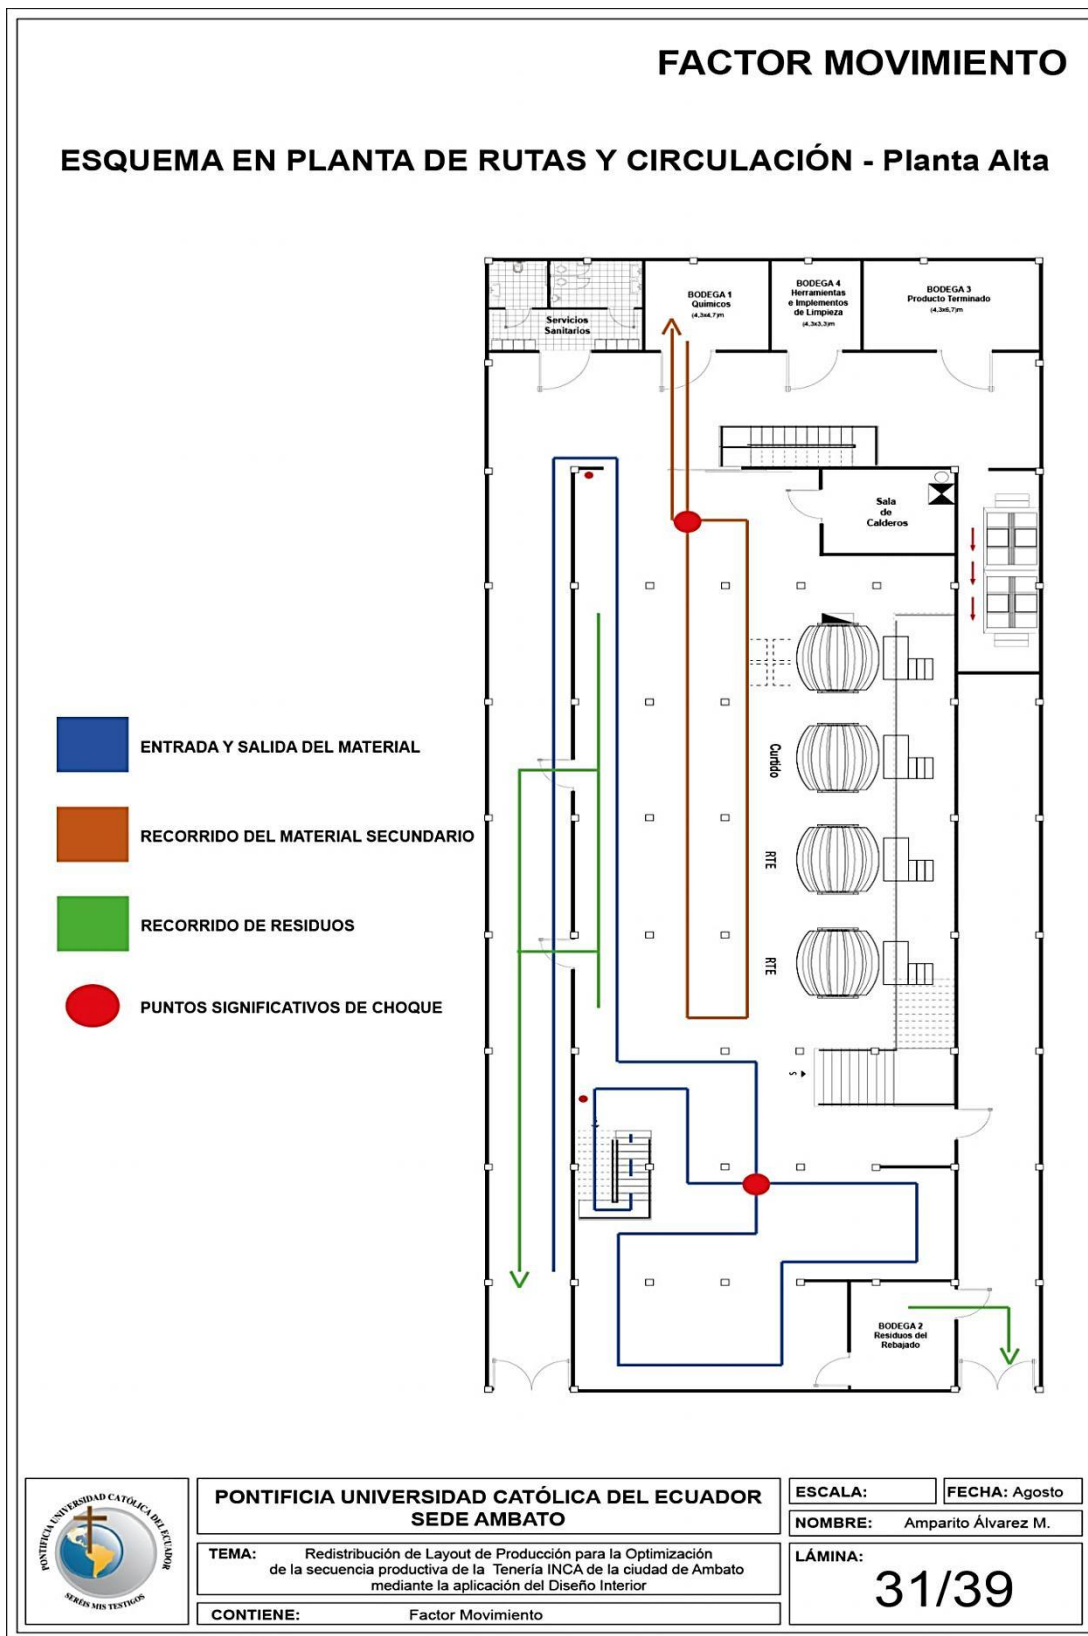 FACTOR MOVIMIENTO
ESQUEMA EN PLANTA DE RUTAS Y CIRCULACIÓN - Planta Alta
Servicios
Sanitarios
BODEGA 1
Quimicos
(4,3x4,7)m
BODEGA 4
Herramientas
e Implementos
de Limpieza
(4,3x3,3)m
BODEGA 3
Producto Terminado
(4,3x6,7)m
Sala
de
Calderos
Curtido
RTE
RTE
S
BODEGA 2
Residuos del
Rebajado
ENTRADA Y SALIDA DEL MATERIAL
RECORRIDO DEL MATERIAL SECUNDARIO
RECORRIDO DE RESIDUOS
PUNTOS SIGNIFICATIVOS DE CHOQUE
PONTIFICIA UNIVERSIDAD CATÓLICA DEL ECUADOR
SERÉIS MIS TESTIGOS
PONTIFICIA UNIVERSIDAD CATÓLICA DEL ECUADOR
SEDE AMBATO
TEMA: Redistribución de Layout de Producción para la Optimización
de la secuencia productiva de la Tenería INCA de la ciudad de Ambato
mediante la aplicación del Diseño Interior
CONTIENE: Factor Movimiento
ESCALA:
FECHA: Agosto
NOMBRE: Amparito Álvarez M.
LÁMINA:
31/39